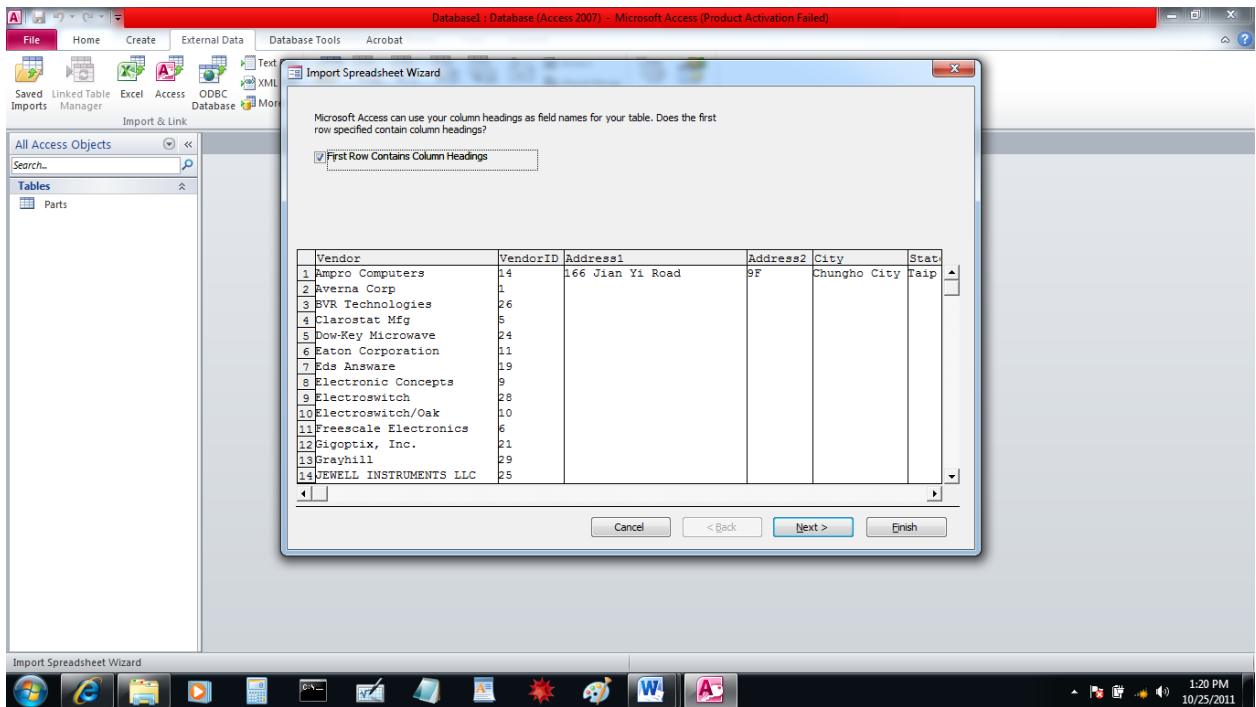 Database1 : Database (Access 2007) - Microsoft Access (Product Activation Failed)
File Home Create External Data Database Tools Acrobat
Saved Imports
Linked Table Manager
Excel
Access
ODBC Database
Text
XML
More
Import & Link
All Access Objects
Search...
Tables
Parts
Import Spreadsheet Wizard
Microsoft Access can use your column headings as field names for your table. Does the first
row specified contain column headings?
First Row Contains Column Headings
Vendor VendorID Address1 Address2 City
1 Ampro Computers 14 166 Jian Yi Road 9F Chungho City Taip
2 Averna Corp 1
3 BVR Technologies 26
4 Clarostat Mfg 5
5 Dow-Key Microwave 24
6 Eaton Corporation 11
7 Eds Answare 19
8 Electronic Concepts 9
9 Electroswitch 28
10 Electroswitch/Oak 10
11 Freescale Electronics 6
12 Gigoptix, Inc. 21
13 Grayhill 29
14 JEWELL INSTRUMENTS LLC 25
Cancel < Back Next > Finish
Import Spreadsheet Wizard
1:20 PM
10/25/2011